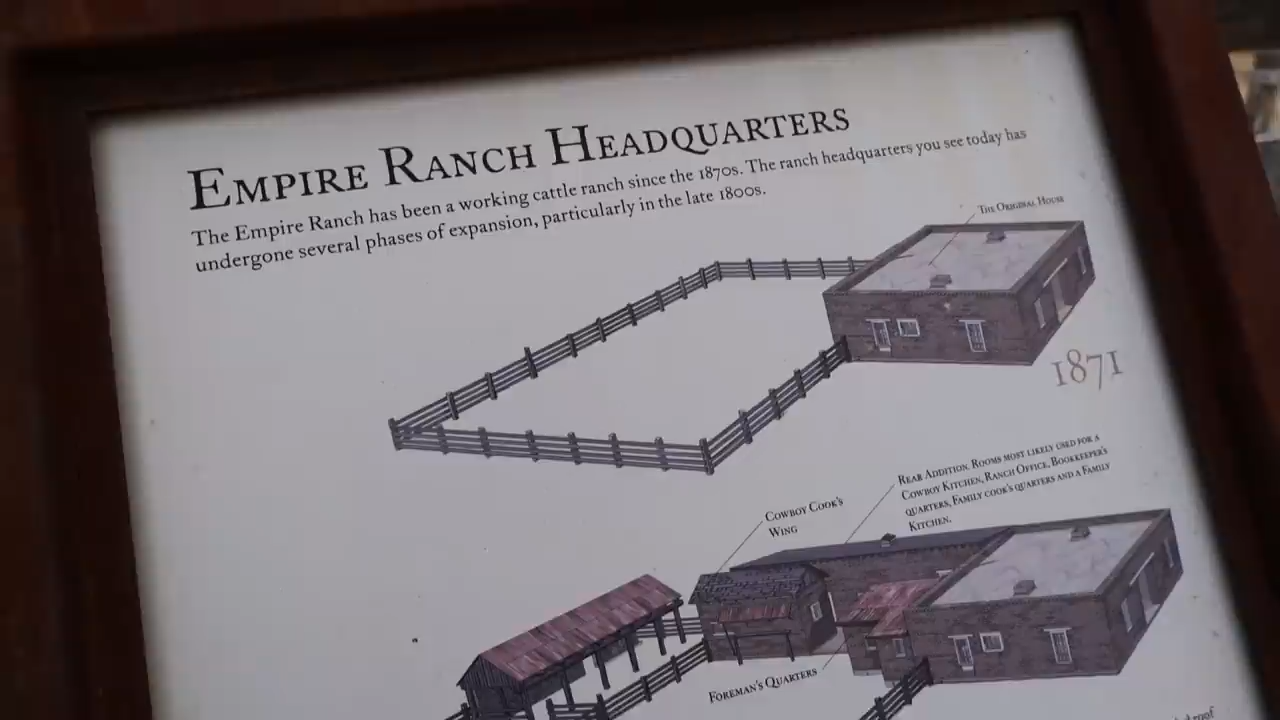 EMPIRE RANCH HEADQUARTERS
The Empire Ranch has been a working cattle ranch since the 1870s. The ranch headquarters you see today has
undergone several phases of expansion, particularly in the late 1800s.
THE ORIGINAL HOUSE
1871
REAR ADDITION. ROOMS MOST LIKELY USED FOR A
COWBOY KITCHEN, RANCH OFFICE, BOOKKEEPER'S
QUARTERS, FAMILY COOK'S QUARTERS AND A FAMILY
KITCHEN.
COWBOY COOK'S
WING
FOREMAN'S QUARTERS
roof